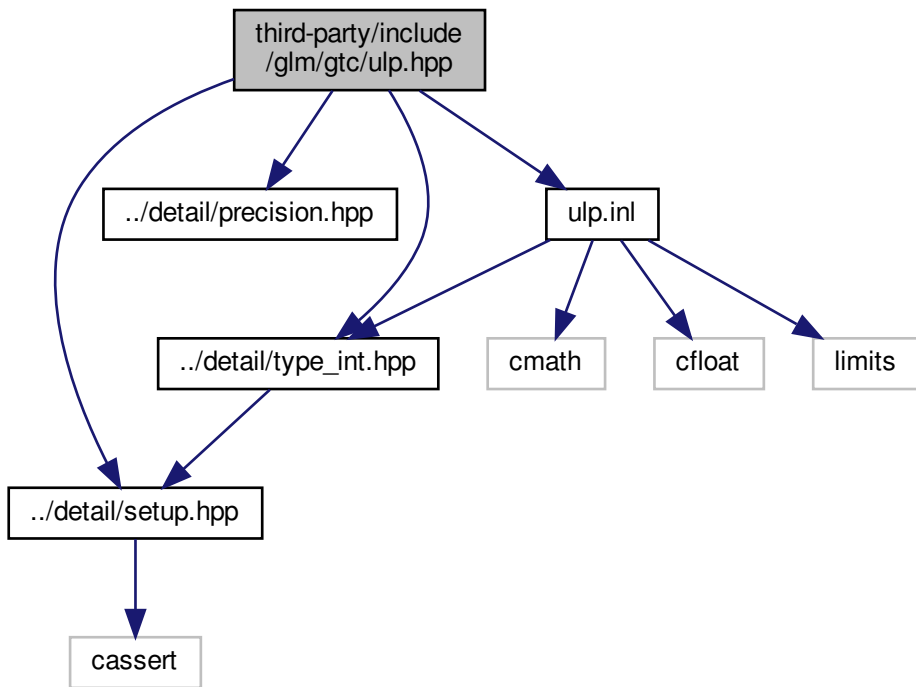 third-party/include
/glm/gtc/ulp.hpp
../detail/precision.hpp
ulp.inl
../detail/type_int.hpp
cmath
cfloat
limits
../detail/setup.hpp
cassert